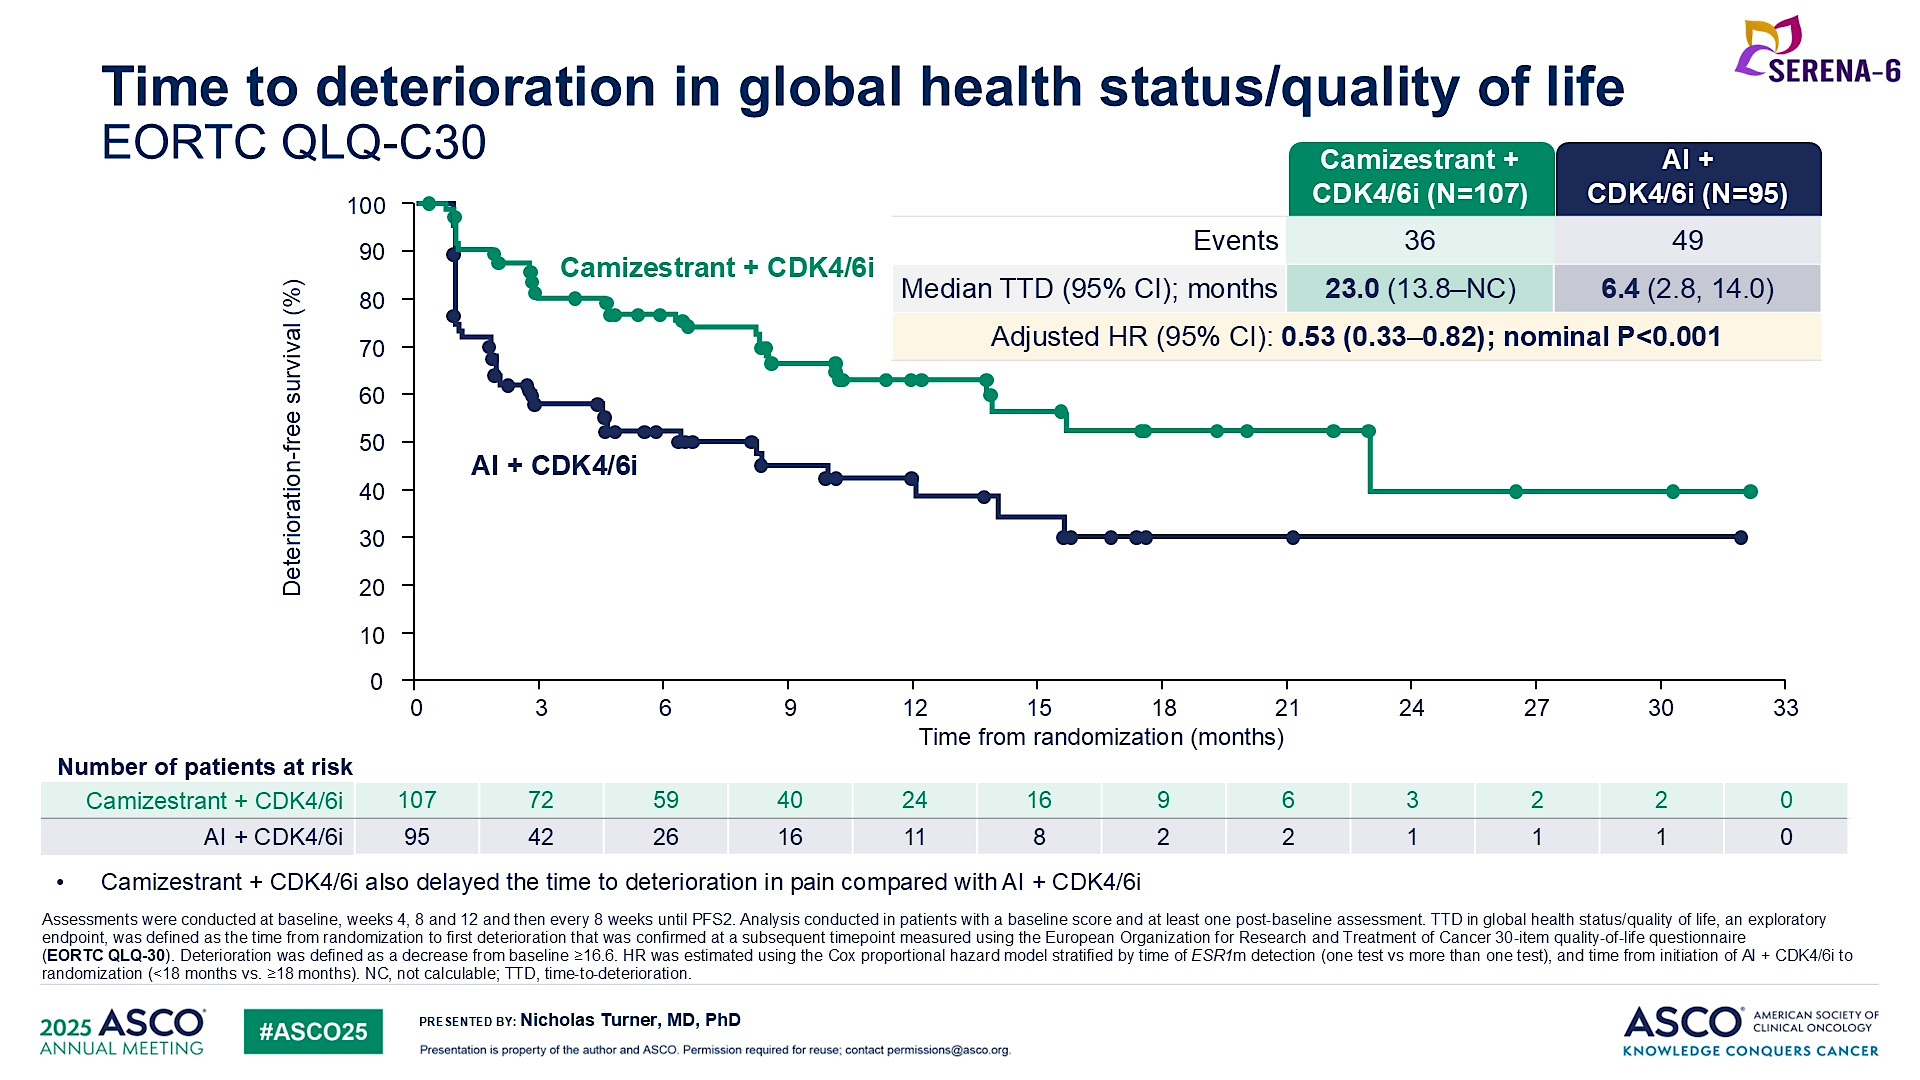 SERENA-6
Time to deterioration in global health status/quality of life
EORTC QLQ-C30
Camizestrant +
CDK4/6i (N=107)
AI +
CDK4/6i (N=95)
Events 36 49
Median TTD (95% CI); months 23.0 (13.8–NC) 6.4 (2.8, 14.0)
Adjusted HR (95% CI): 0.53 (0.33–0.82); nominal P<0.001
Deterioration-free survival (%)
100
90
80
70
60
50
40
30
20
10
0
Camizestrant + CDK4/6i
AI + CDK4/6i
0 3 6 9 12 15 18 21 24 27 30 33
Time from randomization (months)
Number of patients at risk
Camizestrant + CDK4/6i 107 72 59 40 24 16 9 6 3 2 2 0
AI + CDK4/6i 95 42 26 16 11 8 2 2 1 1 1 0
• Camizestrant + CDK4/6i also delayed the time to deterioration in pain compared with AI + CDK4/6i
Assessments were conducted at baseline, weeks 4, 8 and 12 and then every 8 weeks until PFS2. Analysis conducted in patients with a baseline score and at least one post-baseline assessment. TTD in global health status/quality of life, an exploratory
endpoint, was defined as the time from randomization to first deterioration that was confirmed at a subsequent timepoint measured using the European Organization for Research and Treatment of Cancer 30-item quality-of-life questionnaire
(EORTC QLQ-30). Deterioration was defined as a decrease from baseline ≥16.6. HR was estimated using the Cox proportional hazard model stratified by time of ESR1m detection (one test vs more than one test), and time from initiation of AI + CDK4/6i to
randomization (<18 months vs. ≥18 months). NC, not calculable; TTD, time-to-deterioration.
2025 ASCO®
ANNUAL MEETING
#ASCO25
PRESENTED BY: Nicholas Turner, MD, PhD
Presentation is property of the author and ASCO. Permission required for reuse; contact permissions@asco.org.
ASCO® AMERICAN SOCIETY OF
CLINICAL ONCOLOGY
KNOWLEDGE CONQUERS CANCER